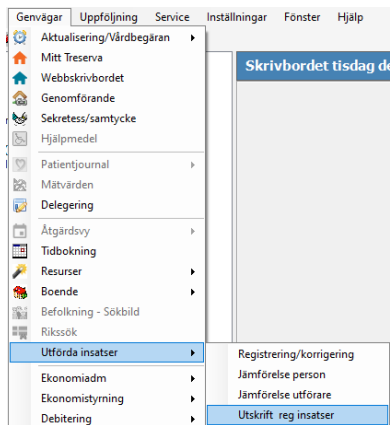 Genvägar Uppföljning Service Inställningar Fönster Hjälp
Aktualisering/Vårdbegäran
Mitt Treserva
Webbskrivbordet
Skrivbordet tisdag de
Genomförande
Sekretess/samtycke
Hjälpmedel
Patientjournal
Mätvärden
Delegering
Åtgärdsvy
Tidbokning
Resurser
Boende
Befolkning - Sökbild
Rikssök
Utförda insatser
Ekonomiadm
Ekonomistyrning
Debitering
Registrering/korrigering
Jämförelse person
Jämförelse utförare
Utskrift reg insatser